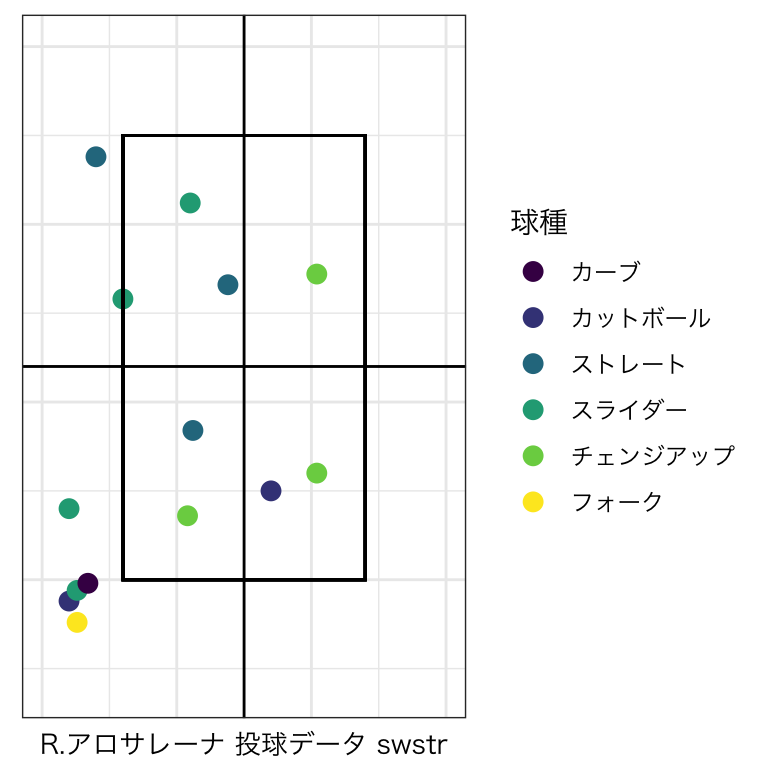 球種
カーブ
カットボール
ストレート
スライダー
チェンジアップ
フォーク
R.アロサレーナ 投球データ swstr